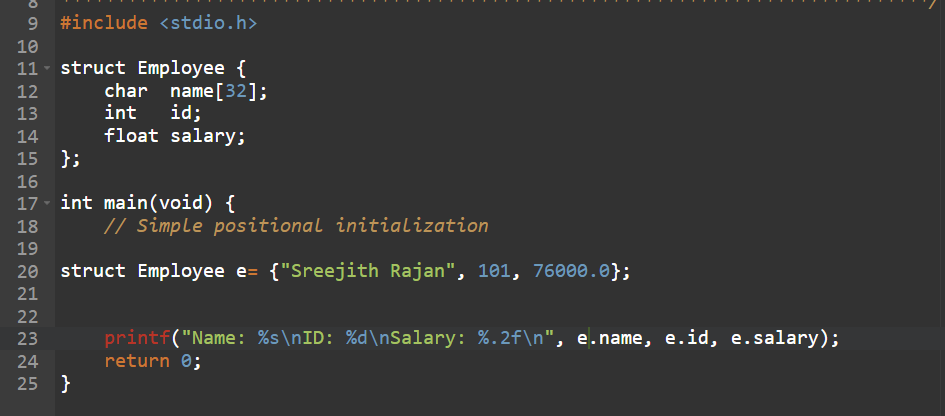 8 ********************************************************************************/
9 #include <stdio.h>
10
11 struct Employee {
12     char  name[32];
13     int   id;
14     float salary;
15 };
16
17 int main(void) {
18     // Simple positional initialization
19
20 struct Employee e= {"Sreejith Rajan", 101, 76000.0};
21
22
23     printf("Name: %s\nID: %d\nSalary: %.2f\n", e.name, e.id, e.salary);
24     return 0;
25 }